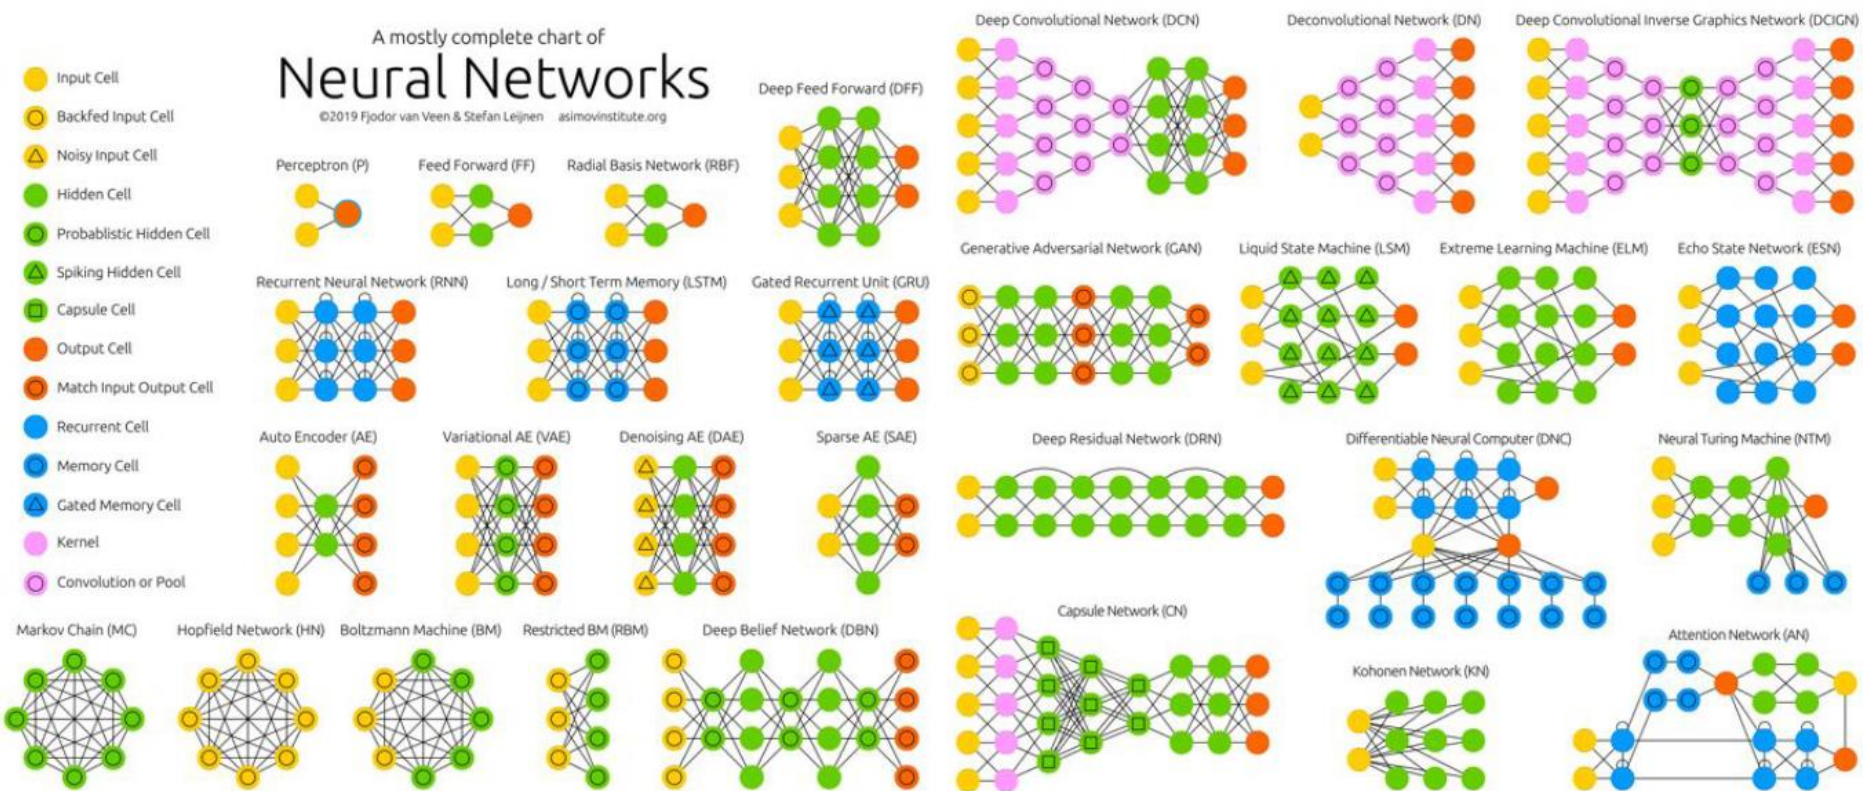 A mostly complete chart of
Neural Networks
©2019 Fjodor van Veen & Stefan Leijnen asimovinstitute.org
Input Cell
Backfed Input Cell
Noisy Input Cell
Hidden Cell
Probablistic Hidden Cell
Spiking Hidden Cell
Capsule Cell
Output Cell
Match Input Output Cell
Recurrent Cell
Memory Cell
Gated Memory Cell
Kernel
Convolution or Pool
Deep Feed Forward (DFF)
Perceptron (P)
Feed Forward (FF)
Radial Basis Network (RBF)
Recurrent Neural Network (RNN)
Long / Short Term Memory (LSTM)
Gated Recurrent Unit (GRU)
Auto Encoder (AE)
Variational AE (VAE)
Denoising AE (DAE)
Sparse AE (SAE)
Markov Chain (MC)
Hopfield Network (HN)
Boltzmann Machine (BM)
Restricted BM (RBM)
Deep Belief Network (DBN)
Deep Convolutional Network (DCN)
Deconvolutional Network (DN)
Deep Convolutional Inverse Graphics Network (DCIGN)
Generative Adversarial Network (GAN)
Liquid State Machine (LSM)
Extreme Learning Machine (ELM)
Echo State Network (ESN)
Deep Residual Network (DRN)
Differentiable Neural Computer (DNC)
Neural Turing Machine (NTM)
Capsule Network (CN)
Kohonen Network (KN)
Attention Network (AN)